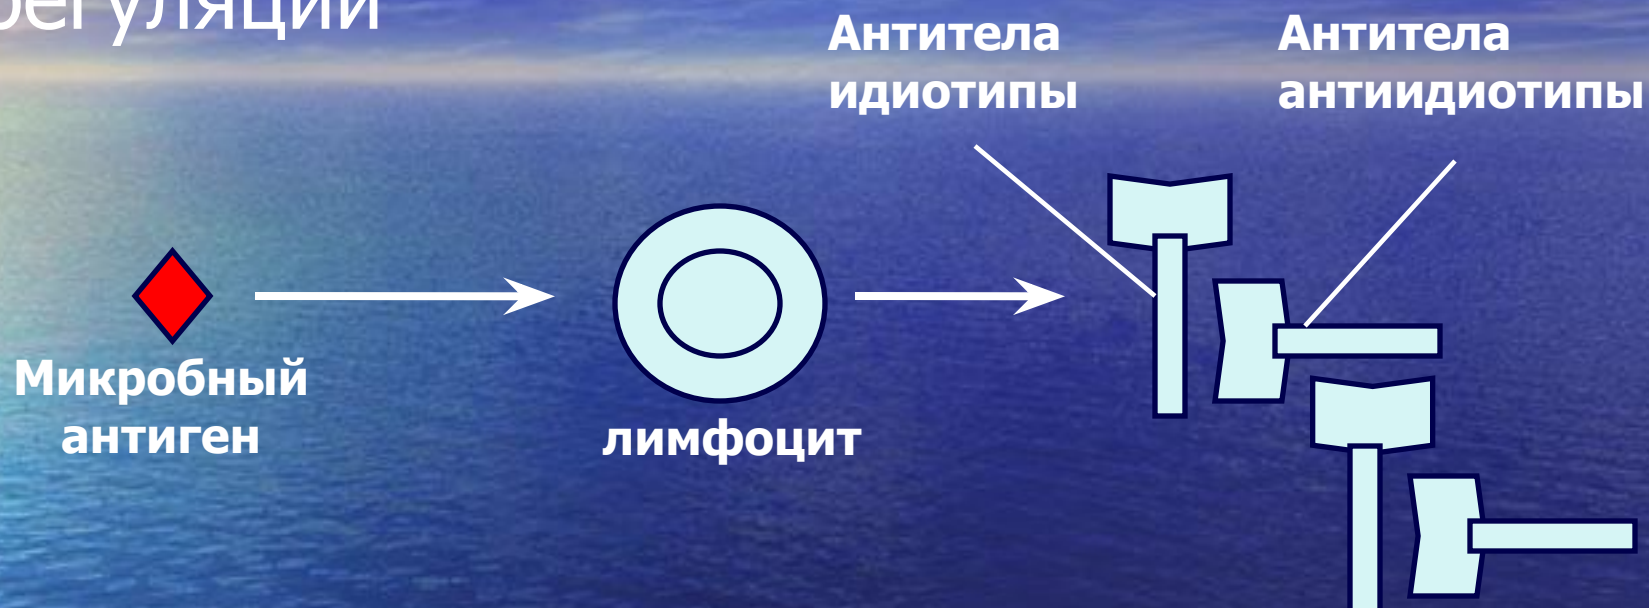 Антитела
идиотипы
Антитела
антиидиотипы
Микробный
антиген
лимфоцит